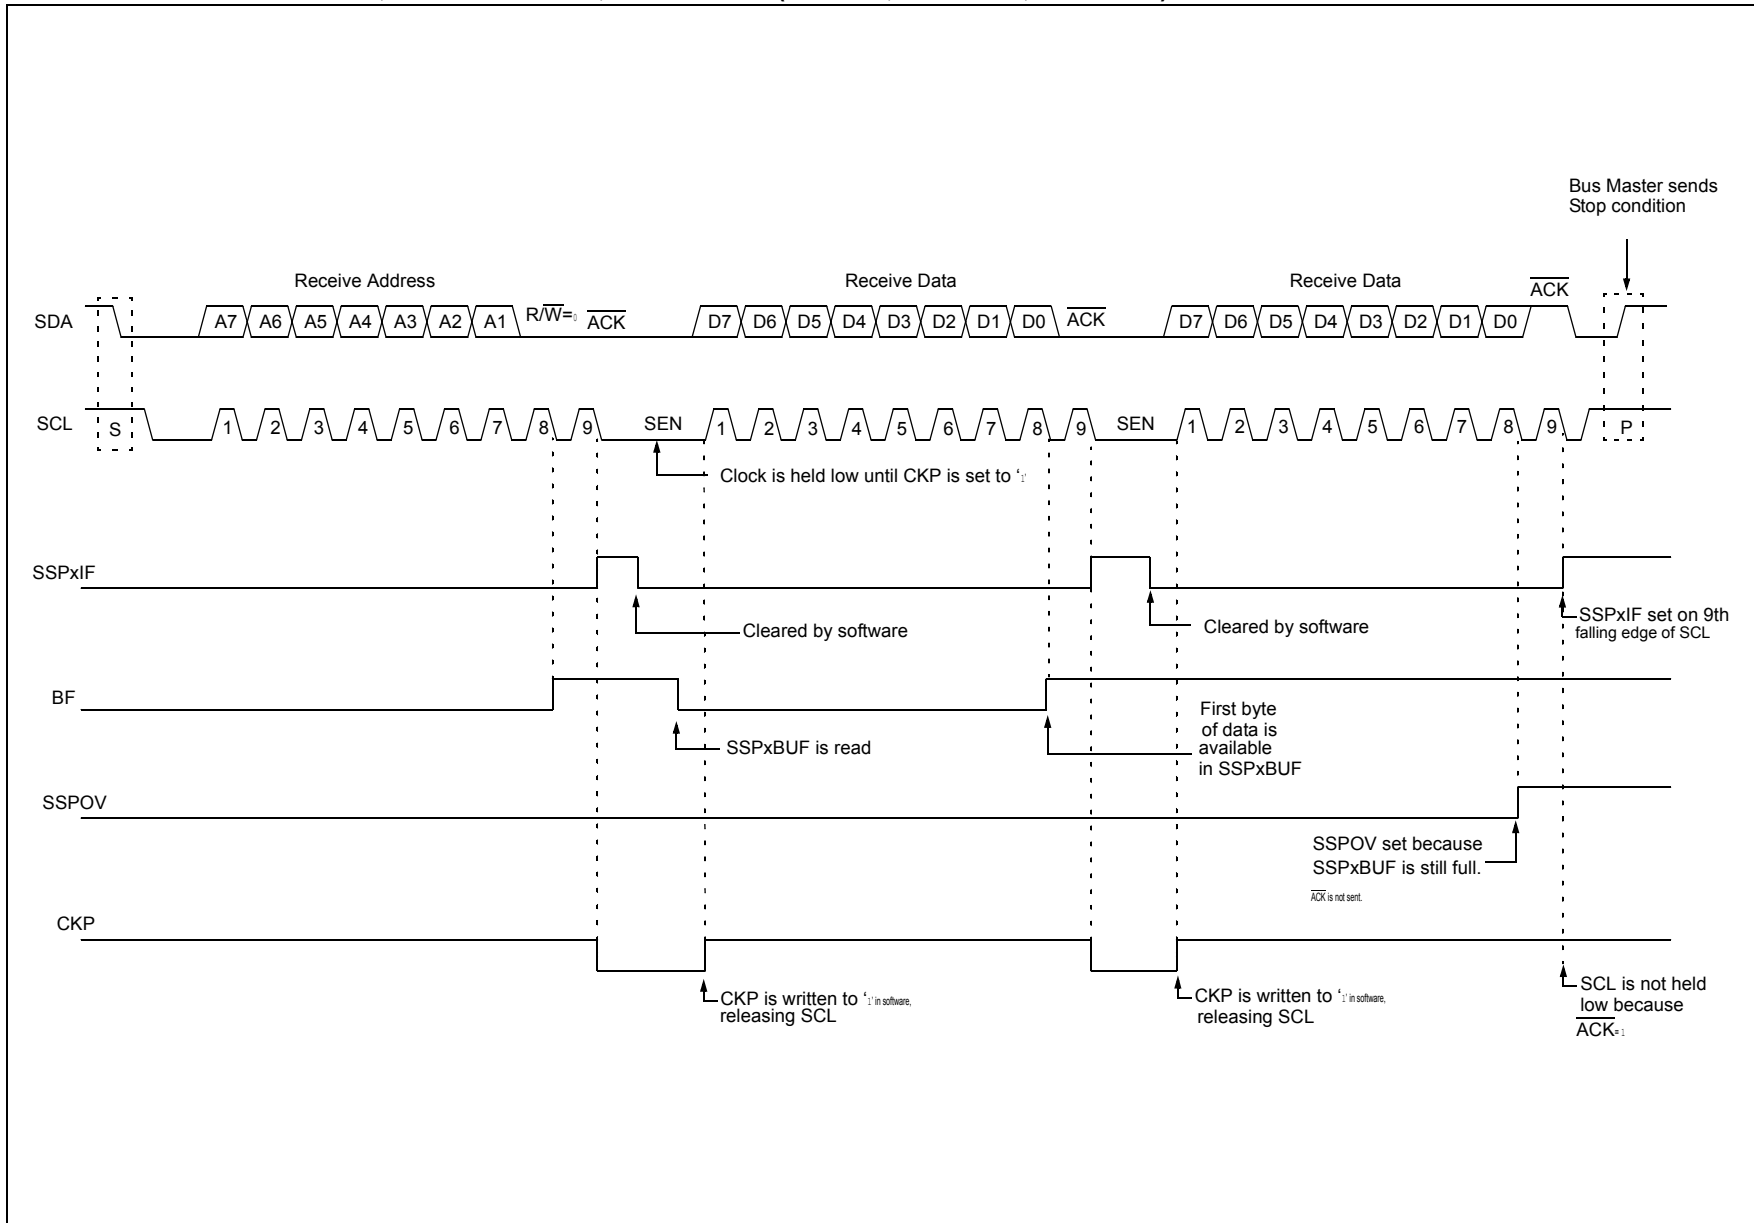 Bus Master sends
Stop condition
Receive Address
Receive Data
Receive Data
ACK
SDA
A7 A6 A5 A4 A3 A2 A1 R/W=0 ACK
D7 D6 D5 D4 D3 D2 D1 D0 ACK
D7 D6 D5 D4 D3 D2 D1 D0
SCL
S
1 2 3 4 5 6 7 8 9 SEN
1 2 3 4 5 6 7 8 9 SEN
1 2 3 4 5 6 7 8 9 P
Clock is held low until CKP is set to ‘1’
SSPxIF
Cleared by software
Cleared by software
SSPxIF set on 9th
falling edge of SCL
BF
SSPxBUF is read
First byte
of data is
available
in SSPxBUF
SSPOV
SSPOV set because
SSPxBUF is still full.
ACK is not sent.
CKP
CKP is written to ‘1’ in software,
releasing SCL
CKP is written to ‘1’ in software,
releasing SCL
SCL is not held
low because
ACK= 1